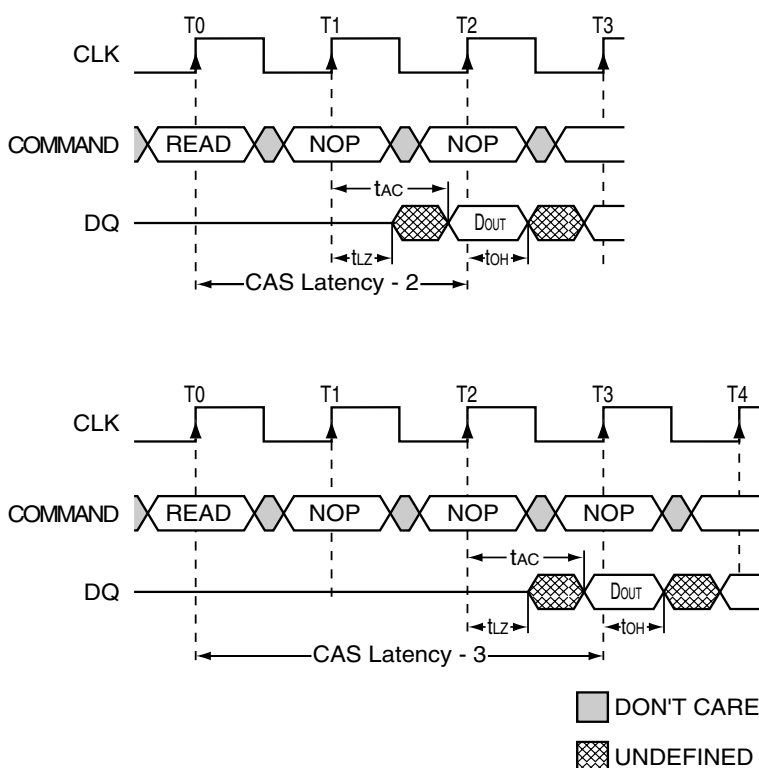 T0 T1 T2 T3
CLK
COMMAND READ NOP NOP
tAC
DQ DOUT
tLZ tOH
CAS Latency - 2
T0 T1 T2 T3 T4
CLK
COMMAND READ NOP NOP NOP
tAC
DQ DOUT
tLZ tOH
CAS Latency - 3
DON'T CARE
UNDEFINED